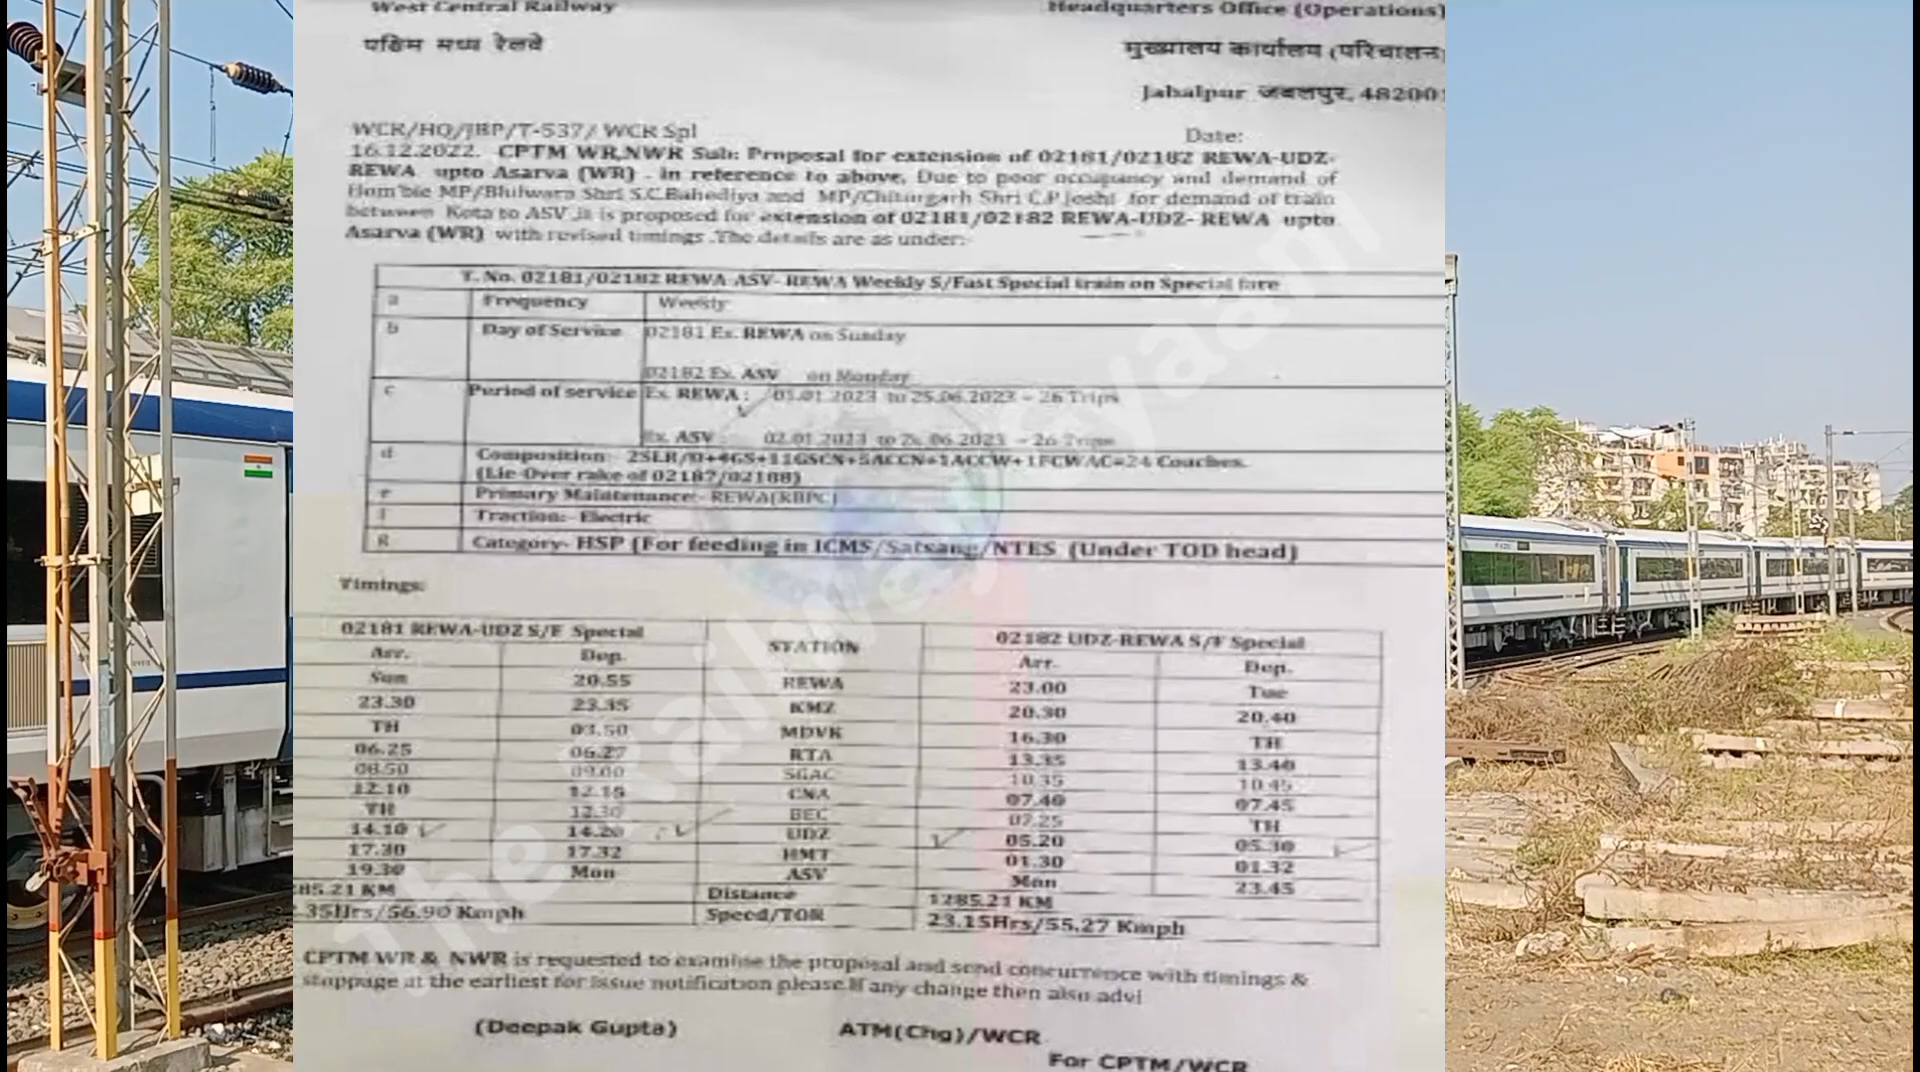 West Central Railway Headquarters Office (Operations)
पश्चिम मध्य रेलवे मुख्यालय कार्यालय (परिचालन)
Jabalpur जबलपुर, 482001
WCR/HQ/JBP/T-537/ WCR Spl Date:
16.12.2022. CPTM WR,NWR Sub: Proposal for extension of 02181/02182 REWA-UDZ-
REWA upto Asarva (WR) - in reference to above, Due to poor occupancy and demand of
Hom'ble MP/Bhilwara Shri S.C.Bahediya and MP/Chiturgarh Shri C.P.Joshi for demand of train
between Kota to ASV ,it is proposed for extension of 02181/02182 REWA-UDZ- REWA upto
Asarva (WR) with revised timings .The details are as under:-
T. No. 02181/02182 REWA-ASV- REWA Weekly S/Fast Special train on Special fare
a Frequency Weekly
b Day of Service 02181 Ex. REWA on Sunday
02182 Ex. ASV on Monday
c Period of service Ex. REWA : 01.01.2023 to 25.06.2023 - 26 Trips
Ex. ASV : 02.01.2023 to 26.06.2023 - 26 Trips
d Composition: 2SLR/D+4GS+11GSCN+5ACCN+1ACCW+1FCWAC=24 Couches.
(Lie-Over rake of 02187/02188)
e Primary Maintenance:- REWA(RBPC)
f Traction:- Electric
g Category- HSP (For feeding in ICMS/Satsang/NTES (Under TOD head)
Timings:
02181 REWA-UDZ S/F Special STATION 02182 UDZ-REWA S/F Special
Arr. Dep. Arr. Dep.
Sun 20.55 REWA 23.00 Tue
23.30 23.35 KMZ 20.30 20.40
TH 03.50 MDVK 16.30 TH
06.25 06.27 RTA 13.35 13.40
08.50 09.00 SGAC 10.35 10.45
12.10 12.15 CNA 07.40 07.45
TH 12.30 BEC 07.25 TH
14.10 14.20 UDZ 05.20 05.30
17.30 17.32 HMT 01.30 01.32
19.30 Mon ASV Mon 23.45
85.21 KM Distance 1285.21 KM
.35Hrs/56.90 Kmph Speed/TOR 23.15Hrs/55.27 Kmph
CPTM WR & NWR is requested to examine the proposal and send concurrence with timings &
stoppage at the earliest for issue notification please.If any change then also advi
(Deepak Gupta) ATM(Chg)/WCR
For CPTM/WCR
The Railway Gyaani